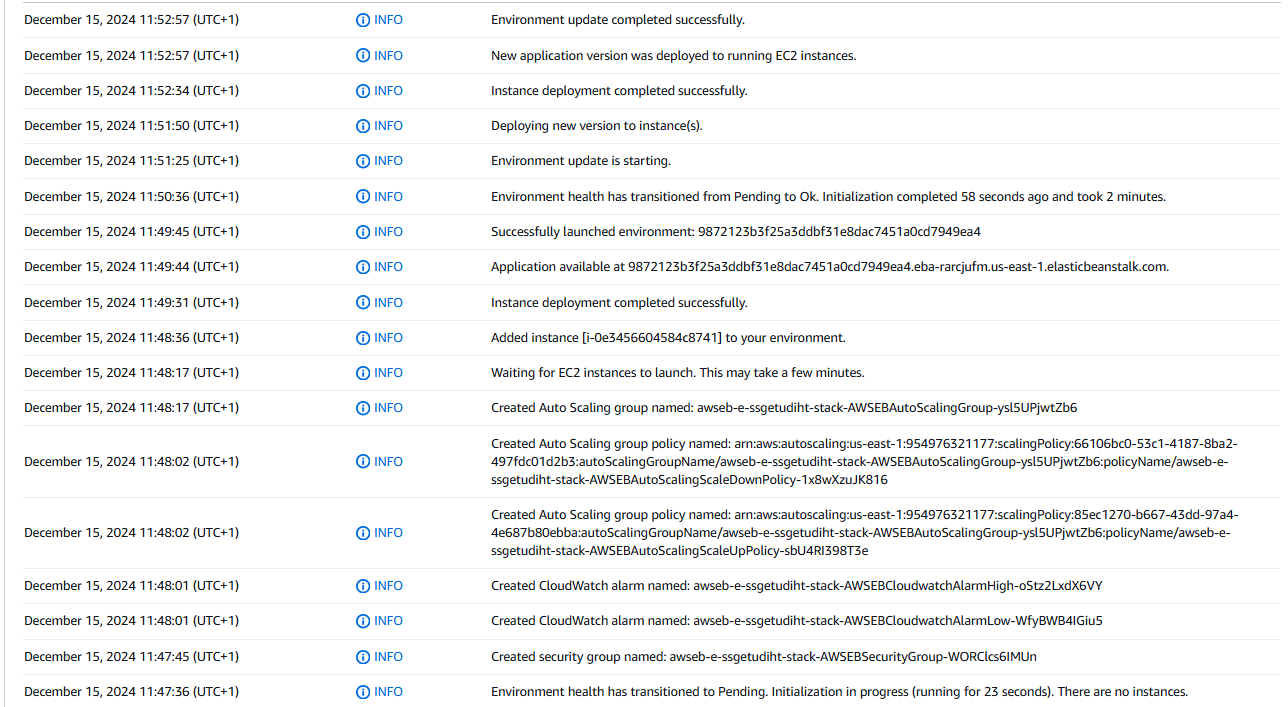 December 15, 2024 11:52:57 (UTC+1) INFO Environment update completed successfully.
December 15, 2024 11:52:57 (UTC+1) INFO New application version was deployed to running EC2 instances.
December 15, 2024 11:52:34 (UTC+1) INFO Instance deployment completed successfully.
December 15, 2024 11:51:50 (UTC+1) INFO Deploying new version to instance(s).
December 15, 2024 11:51:25 (UTC+1) INFO Environment update is starting.
December 15, 2024 11:50:36 (UTC+1) INFO Environment health has transitioned from Pending to Ok. Initialization completed 58 seconds ago and took 2 minutes.
December 15, 2024 11:49:45 (UTC+1) INFO Successfully launched environment: 9872123b3f25a3ddbf31e8dac7451a0cd7949ea4
December 15, 2024 11:49:44 (UTC+1) INFO Application available at 9872123b3f25a3ddbf31e8dac7451a0cd7949ea4.eba-rarcjufm.us-east-1.elasticbeanstalk.com.
December 15, 2024 11:49:31 (UTC+1) INFO Instance deployment completed successfully.
December 15, 2024 11:48:36 (UTC+1) INFO Added instance [i-0e3456604584c8741] to your environment.
December 15, 2024 11:48:17 (UTC+1) INFO Waiting for EC2 instances to launch. This may take a few minutes.
December 15, 2024 11:48:17 (UTC+1) INFO Created Auto Scaling group named: awseb-e-ssgetudiht-stack-AWSEBAutoScalingGroup-ysl5UPjwtZb6
Created Auto Scaling group policy named: arn:aws:autoscaling:us-east-1:954976321177:scalingPolicy:66106bc0-53c1-4187-8ba2-
December 15, 2024 11:48:02 (UTC+1) INFO 497fdc01d2b3:autoScalingGroupName/awseb-e-ssgetudiht-stack-AWSEBAutoScalingGroup-ysl5UPjwtZb6:policyName/awseb-e-
ssgetudiht-stack-AWSEBAutoScalingScaleDownPolicy-1x8wXzuJK816
Created Auto Scaling group policy named: arn:aws:autoscaling:us-east-1:954976321177:scalingPolicy:85ec1270-b667-43dd-97a4-
December 15, 2024 11:48:02 (UTC+1) INFO 4e687b80ebba:autoScalingGroupName/awseb-e-ssgetudiht-stack-AWSEBAutoScalingGroup-ysl5UPjwtZb6:policyName/awseb-e-
ssgetudiht-stack-AWSEBAutoScalingScaleUpPolicy-sbU4RI398T3e
December 15, 2024 11:48:01 (UTC+1) INFO Created CloudWatch alarm named: awseb-e-ssgetudiht-stack-AWSEBCloudwatchAlarmHigh-oStz2LxdX6VY
December 15, 2024 11:48:01 (UTC+1) INFO Created CloudWatch alarm named: awseb-e-ssgetudiht-stack-AWSEBCloudwatchAlarmLow-WfyBWB4IGiu5
December 15, 2024 11:47:45 (UTC+1) INFO Created security group named: awseb-e-ssgetudiht-stack-AWSEBSecurityGroup-WORClcs6IMUn
December 15, 2024 11:47:36 (UTC+1) INFO Environment health has transitioned to Pending. Initialization in progress (running for 23 seconds). There are no instances.